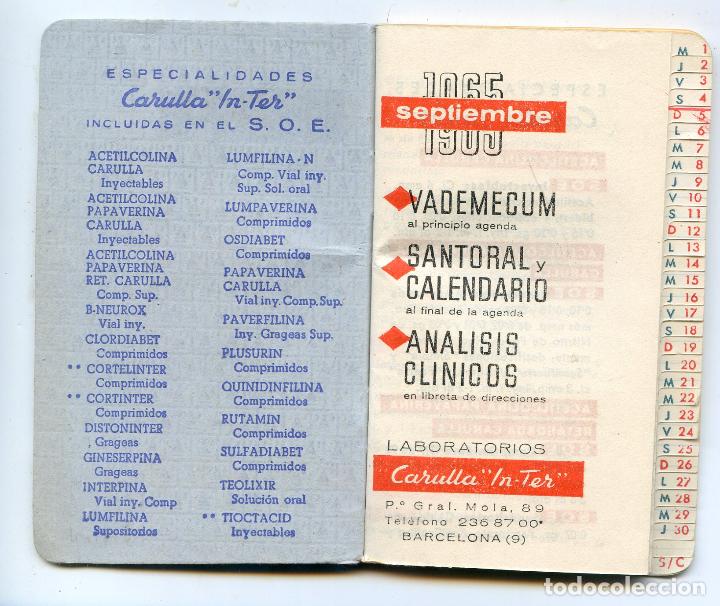 ESPECIALIDADES
Carulla "In-Ter"
INCLUIDAS EN EL S. O. E.
ACETILCOLINA
CARULLA
Inyectables
ACETILCOLINA
PAPAVERINA
CARULLA
Inyectables
ACETILCOLINA
PAPAVERINA
RET. CARULLA
Comp. Sup.
B-NEUROX
Vial iny.
CLORDIABET
Comprimidos
•• CORTELINTER
Comprimidos
•• CORTINTER
Comprimidos
DISTONINTER
Grageas
GINESERPINA
Grageas
INTERPINA
Vial iny. Comp
LUMFILINA
Supositorios
LUMFILINA - N
Comp. Vial iny.
Sup. Sol. oral
LUMPAVERINA
Comprimidos
OSDIABET
Comprimidos
PAPAVERINA
CARULLA
Vial iny. Comp. Sup.
PAVERFILINA
Iny. Grageas Sup.
PLUSURIN
Comprimidos
QUINIDINFILINA
Comprimidos
RUTAMIN
Comprimidos
SULFADIABET
Comprimidos
TEOLIXIR
Solución oral
•• TIOCTACID
Inyectables
1965
septiembre
1965
VADEMECUM
al principio agenda
SANTORAL y
CALENDARIO
al final de la agenda
ANALISIS
CLINICOS
en libreta de direcciones
LABORATORIOS
Carulla "In-Ter"
P.º Gral. Mola, 89
Teléfono 236 87 00*
BARCELONA (9)
M 1
J 2
V 3
S 4
D 5
L 6
M 7
M 8
J 9
V 10
S 11
D 12
L 13
M 14
M 15
J 16
V 17
S 18
D 19
L 20
M 21
M 22
J 23
V 24
S 25
D 26
L 27
M 28
M 29
J 30
S/C
todocoleccion.net